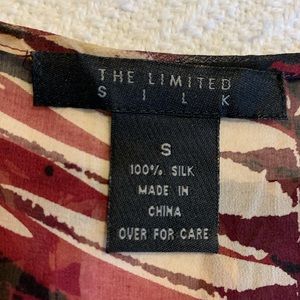 THE LIMITED
SILK
S
100% SILK
MADE IN
CHINA
OVER FOR CARE